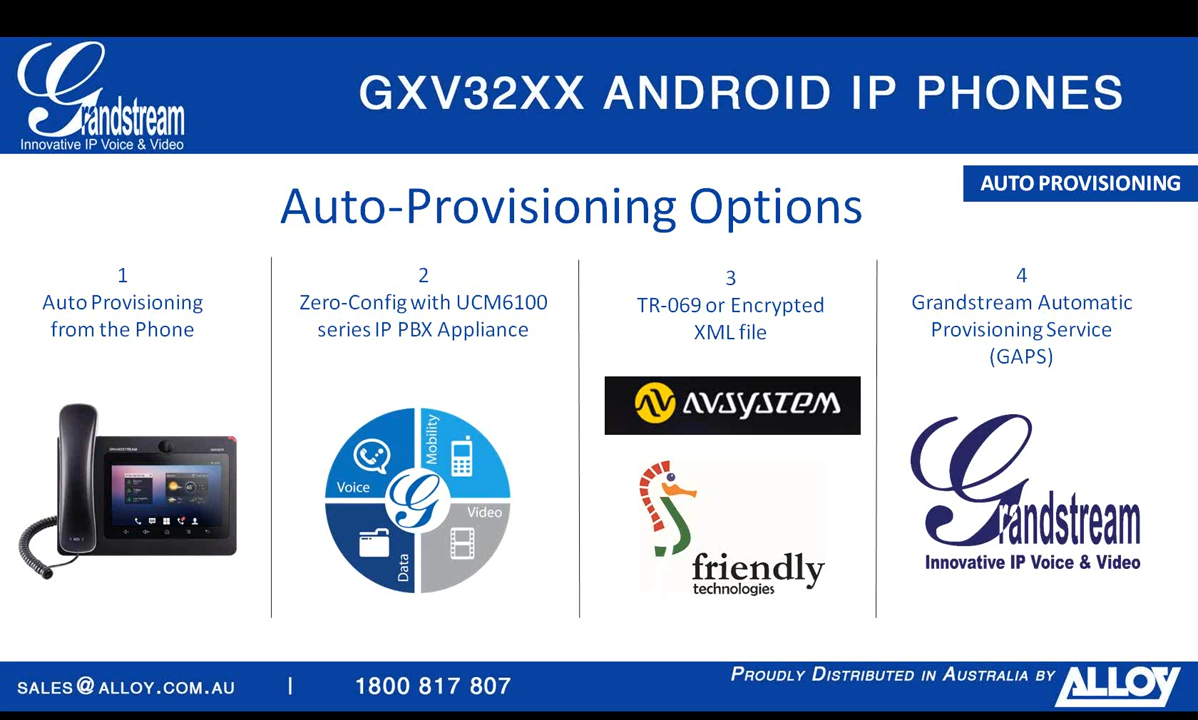 Grandstream
Innovative IP Voice & Video
GXV32XX ANDROID IP PHONES
AUTO PROVISIONING
Auto-Provisioning Options
1
Auto Provisioning
from the Phone
GRANDSTREAM
2
Zero-Config with UCM6100
series IP PBX Appliance
Voice
Mobility
Video
Data
G
3
TR-069 or Encrypted
XML file
AVSYSTEM
friendly
technologies
4
Grandstream Automatic
Provisioning Service
(GAPS)
Grandstream
Innovative IP Voice & Video
SALES@ALLOY.COM.AU | 1800 817 807
PROUDLY DISTRIBUTED IN AUSTRALIA BY ALLOY